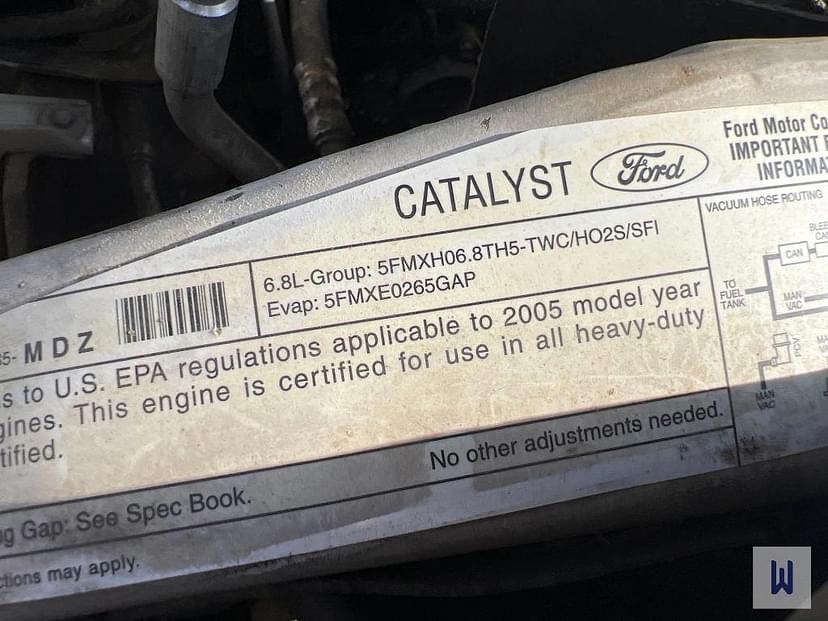 CATALYST
Ford
Ford Motor Co
IMPORTANT
INFORMA
6.8L-Group: 5FMXH06.8TH5-TWC/HO2S/SFI
Evap: 5FMXE0265GAP
5- MDZ
s to U.S. EPA regulations applicable to 2005 model year
gines. This engine is certified for use in all heavy-duty
tified.
VACUUM HOSE ROUTING
TO
FUEL
TANK
CAN
MAN
VAC
PCV
MAN
VAC
No other adjustments needed.
g Gap: See Spec Book.
ctions may apply.
W